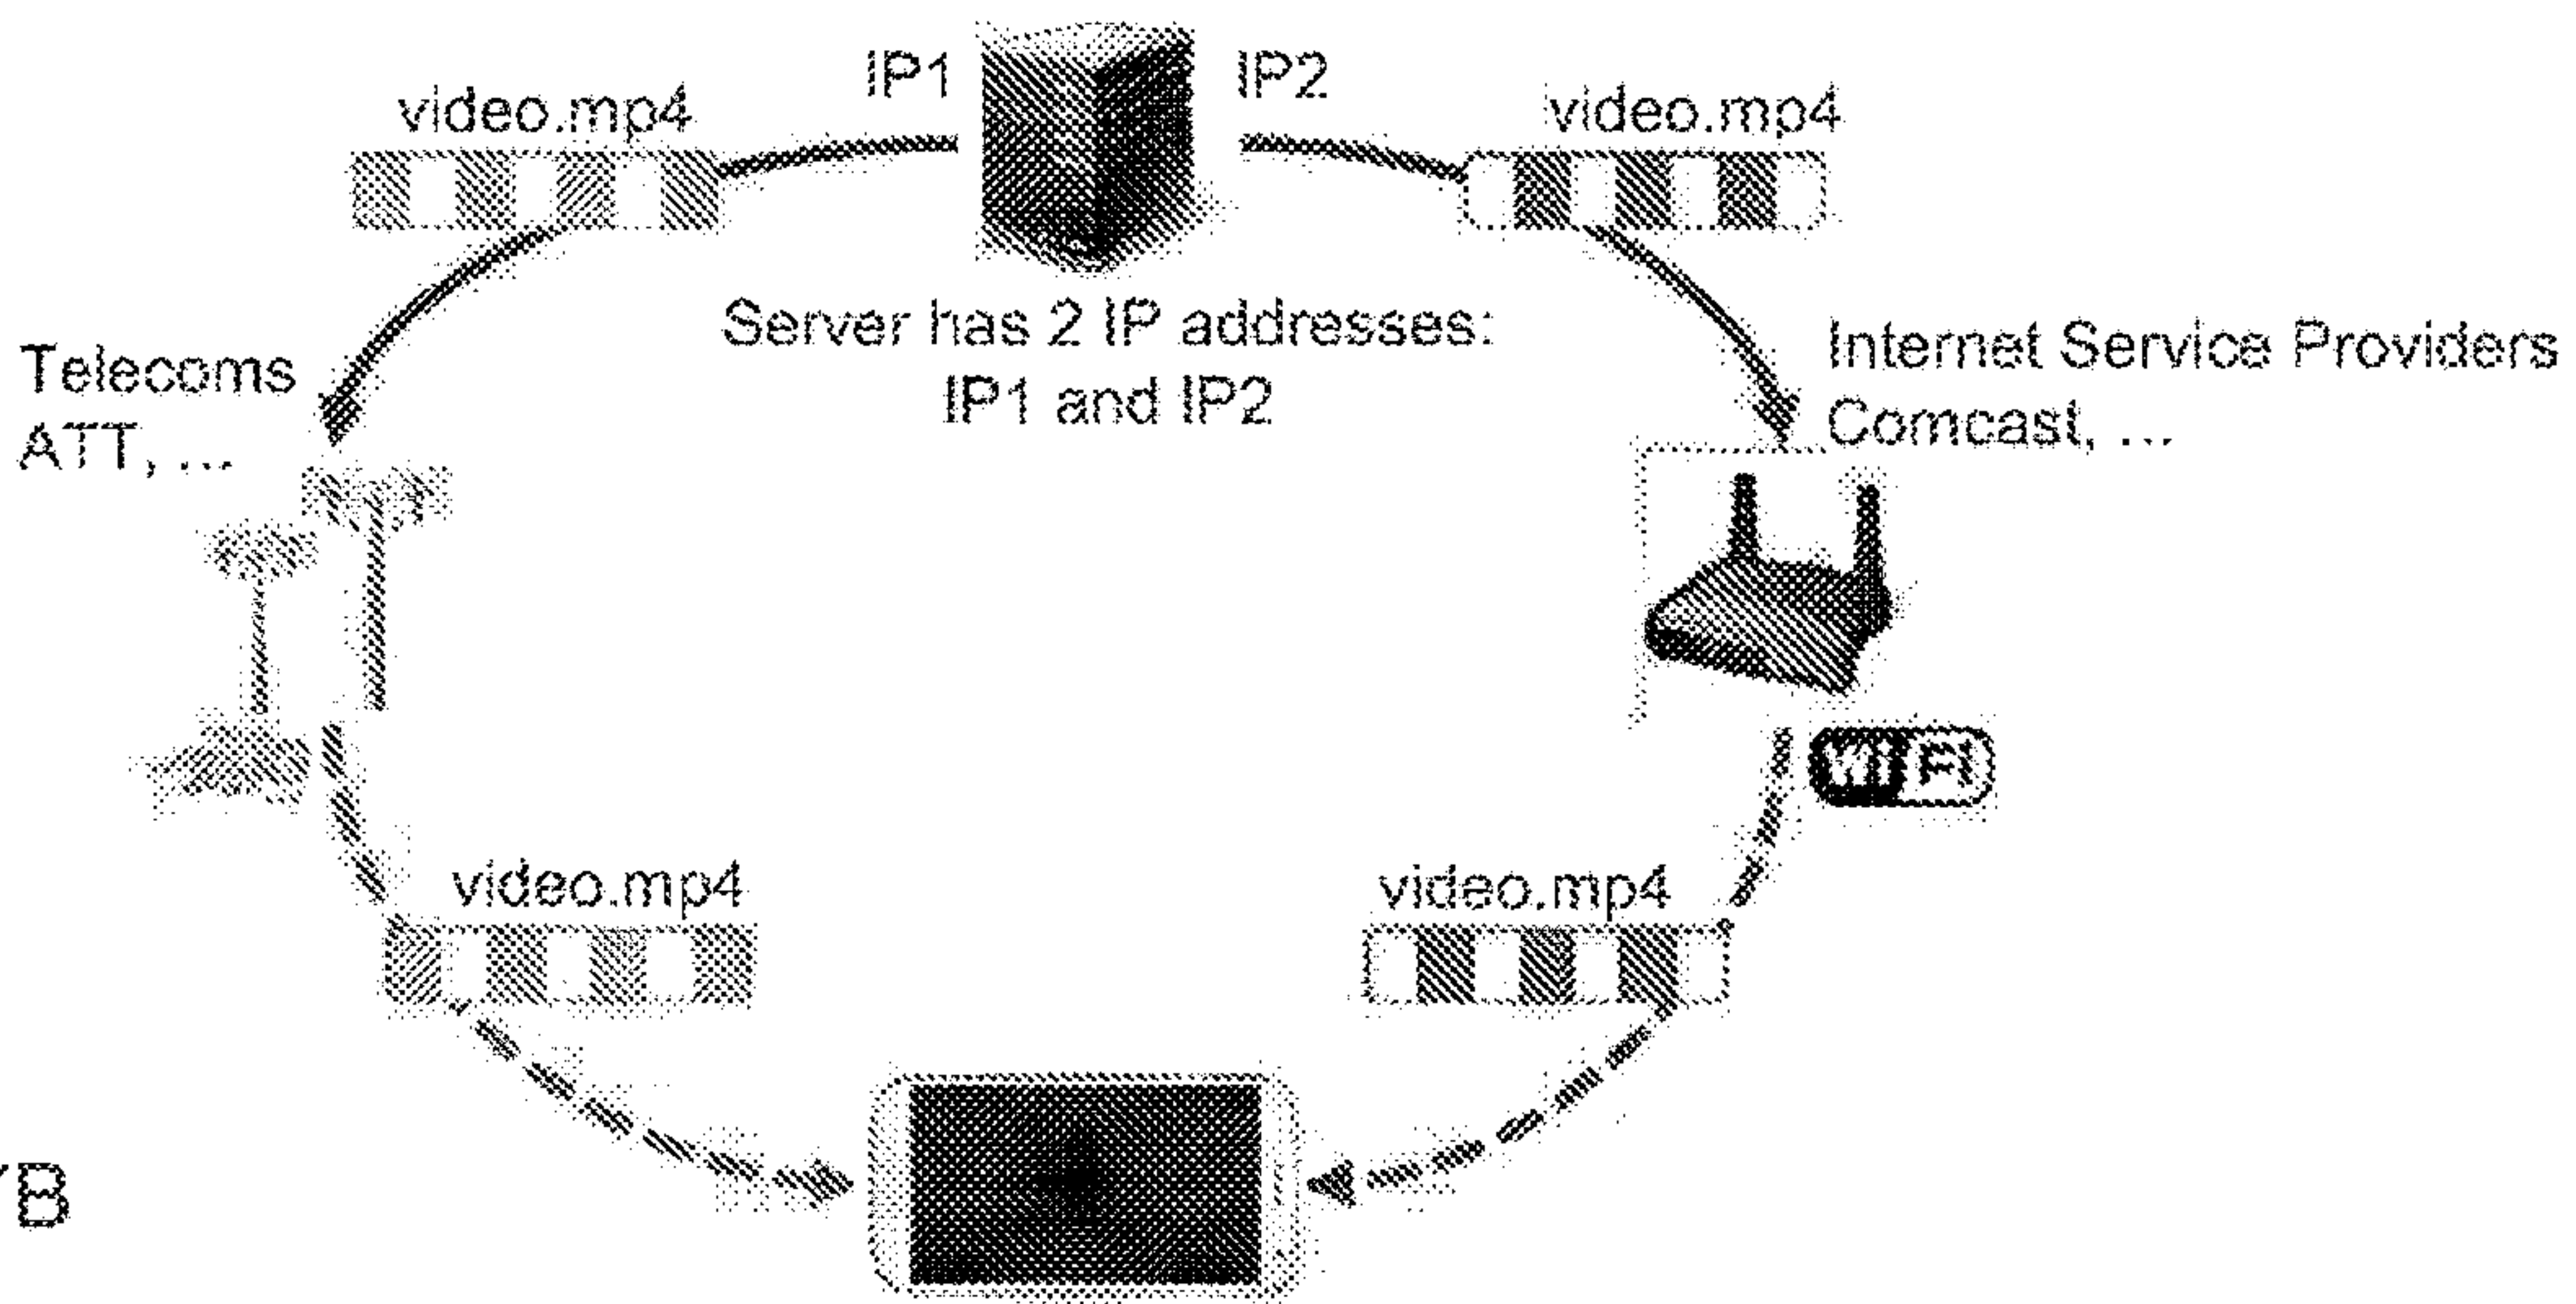 IP1
IP2
video.mp4
video.mp4
Server has 2 IP addresses:
IP1 and IP2
Telecoms
ATT, ...
Internet Service Providers
Comcast, ...
Wi Fi
video.mp4
video.mp4